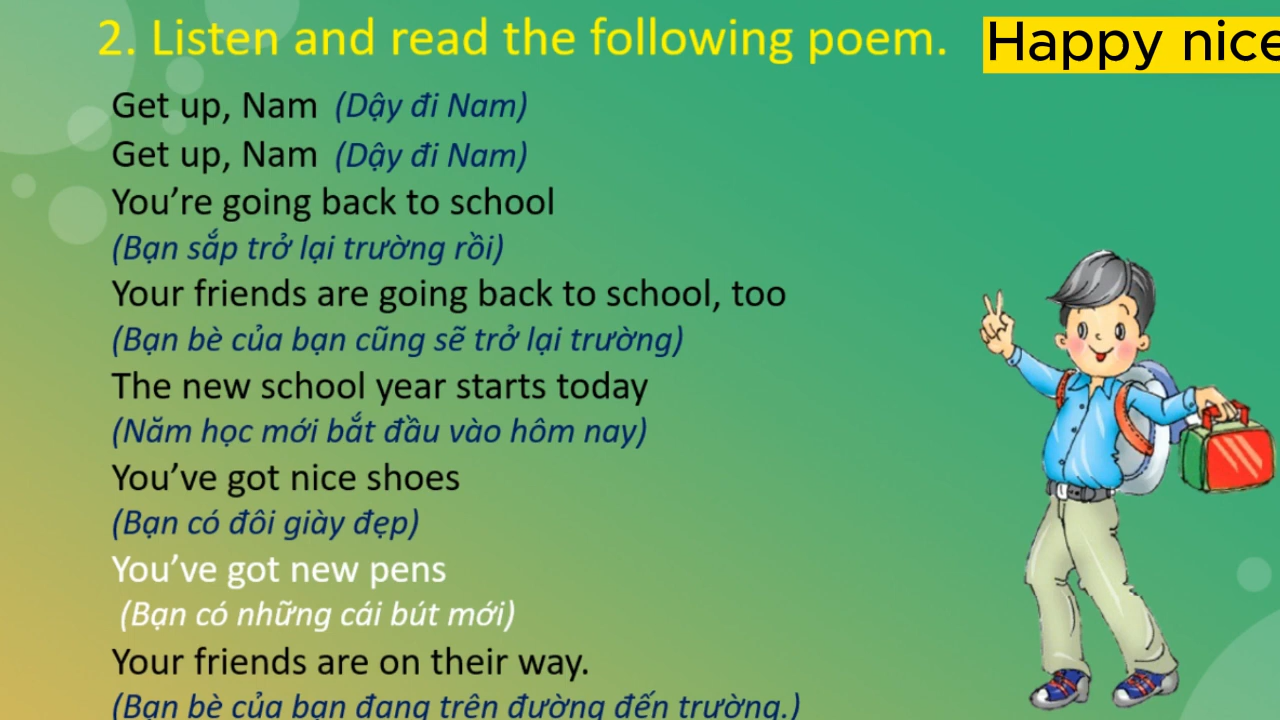 2. Listen and read the following poem.
Happy nice
Get up, Nam (Dậy đi Nam)
Get up, Nam (Dậy đi Nam)
You’re going back to school
(Bạn sắp trở lại trường rồi)
Your friends are going back to school, too
(Bạn bè của bạn cũng sẽ trở lại trường)
The new school year starts today
(Năm học mới bắt đầu vào hôm nay)
You’ve got nice shoes
(Bạn có đôi giày đẹp)
You’ve got new pens
(Bạn có những cái bút mới)
Your friends are on their way.
(Bạn bè của bạn đang trên đường đến trường.)